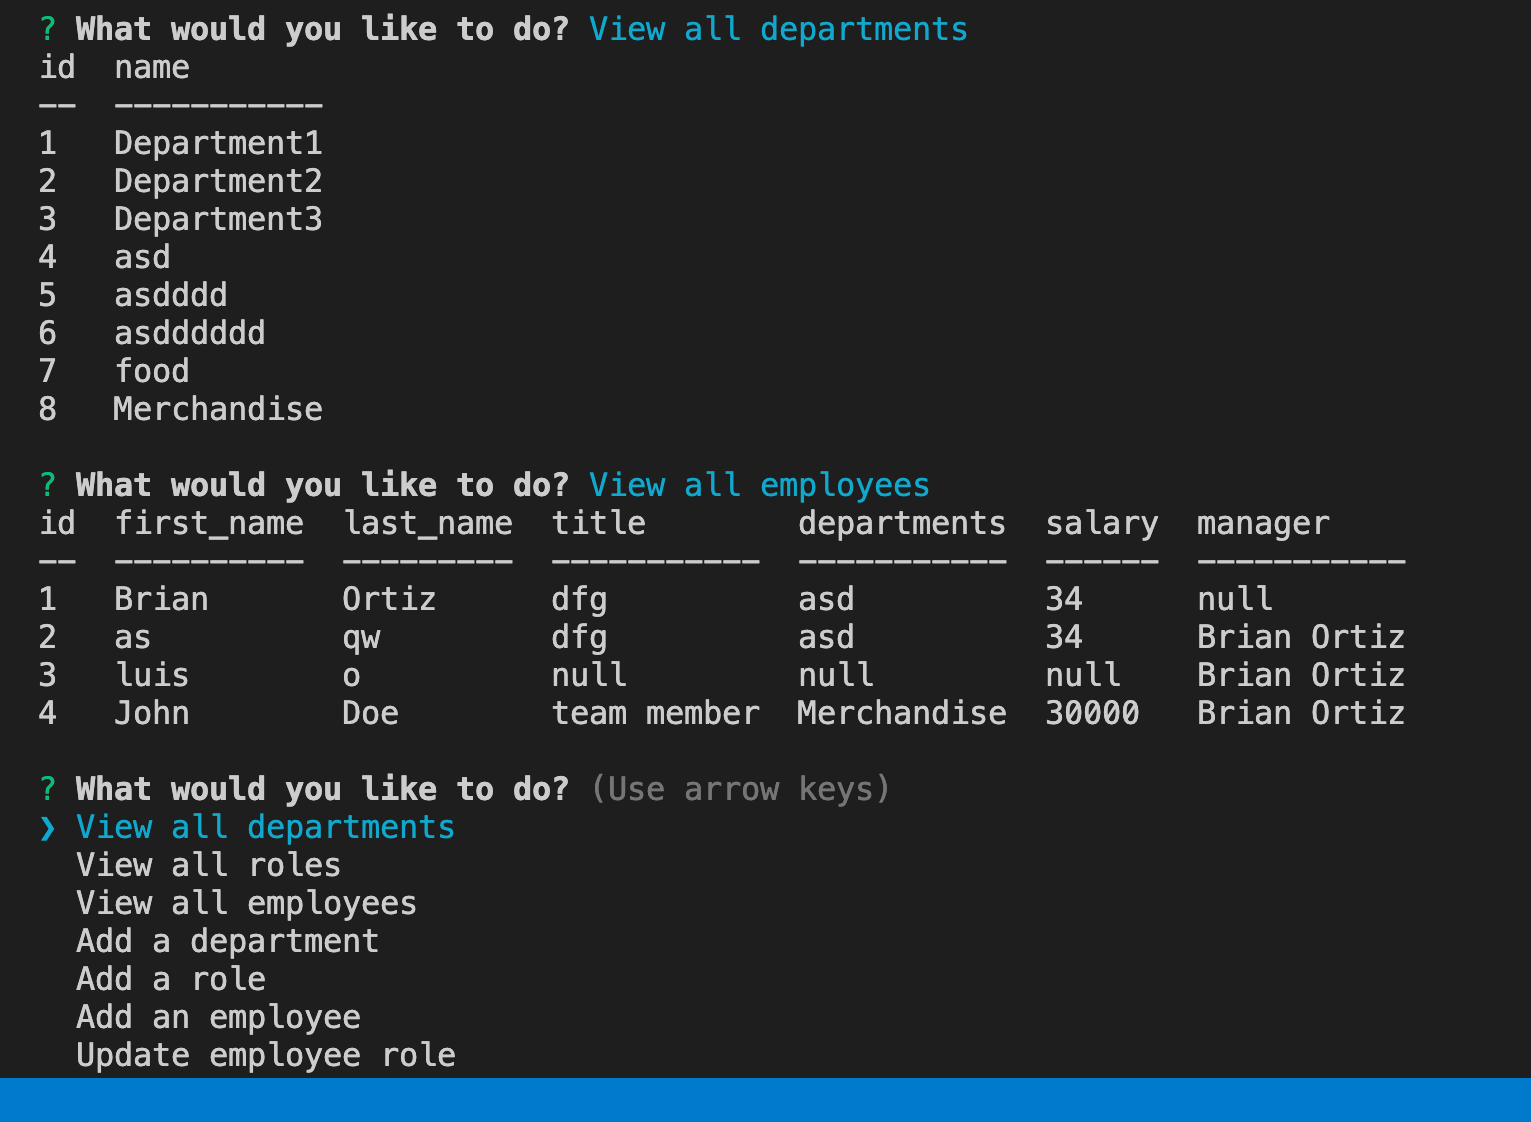 ? What would you like to do? View all departments
id  name
--  -----------
1   Department1
2   Department2
3   Department3
4   asd
5   asdddd
6   asdddddd
7   food
8   Merchandise
? What would you like to do? View all employees
id  first_name  last_name  title        departments  salary  manager
--  ----------  ---------  -----------  -----------  ------  -----------
1   Brian       Ortiz      dfg          asd          34      null
2   as          qw         dfg          asd          34      Brian Ortiz
3   luis        o          null         null         null    Brian Ortiz
4   John        Doe        team member  Merchandise  30000   Brian Ortiz
? What would you like to do? (Use arrow keys)
❯ View all departments
  View all roles
  View all employees
  Add a department
  Add a role
  Add an employee
  Update employee role